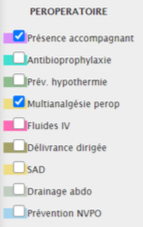 PEROPERATOIRE
Présence accompagnant
Antibioprophylaxie
Prév. hypothermie
Multianalgésie perop
Fluides IV
Délivrance dirigée
SAD
Drainage abdo
Prévention NVPO